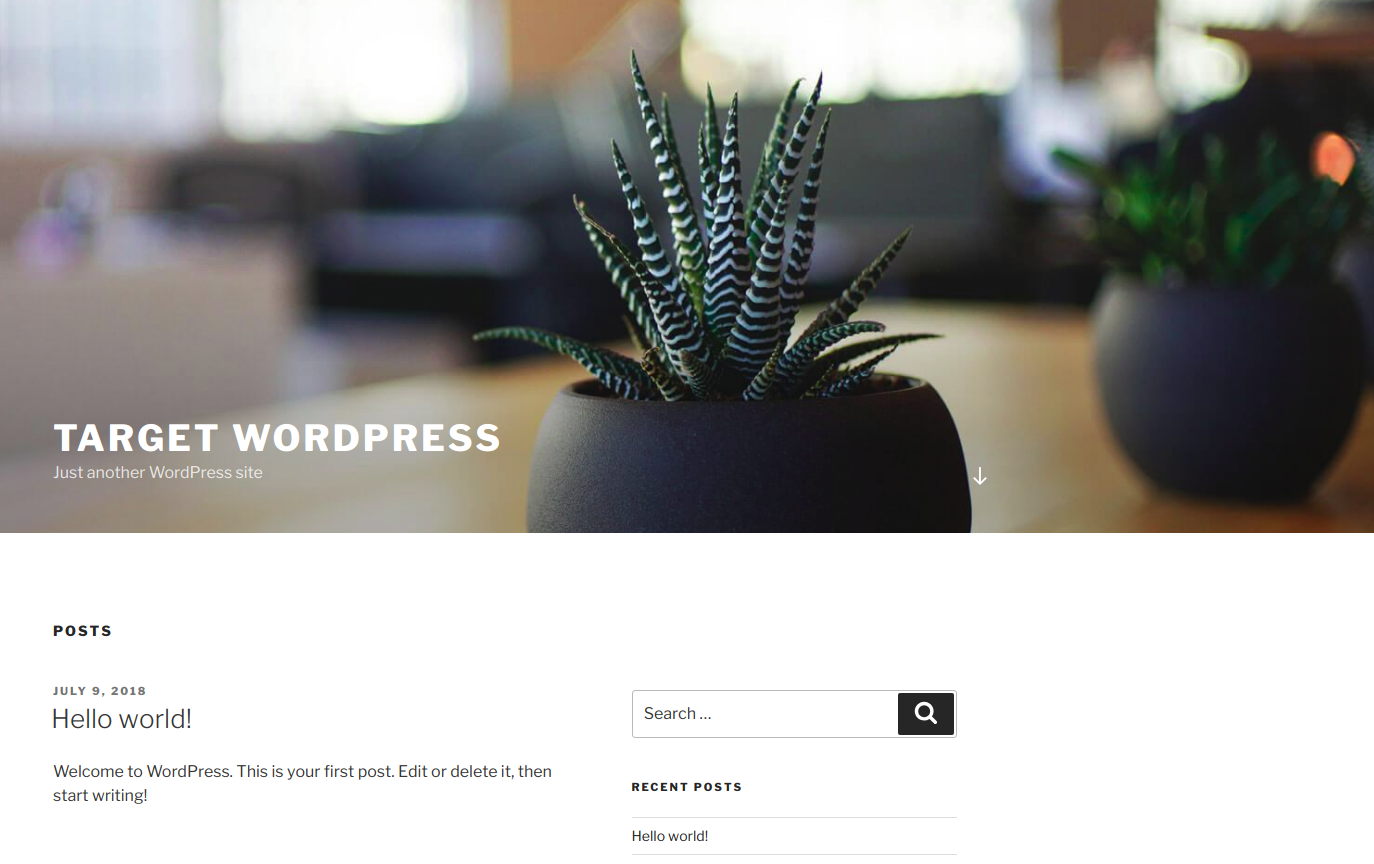 TARGET WORDPRESS
Just another WordPress site
POSTS
JULY 9, 2018
Hello world!
Welcome to WordPress. This is your first post. Edit or delete it, then
start writing!
Search …
RECENT POSTS
Hello world!